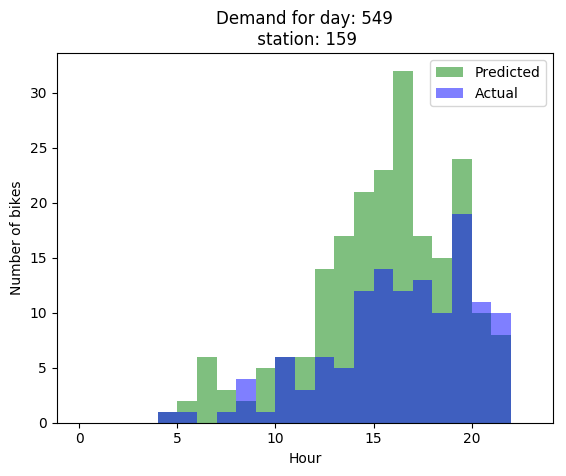 Demand for day: 549
station: 159
Predicted
Actual
Number of bikes
30
25
20
15
10
5
0
0
5
10
15
20
Hour